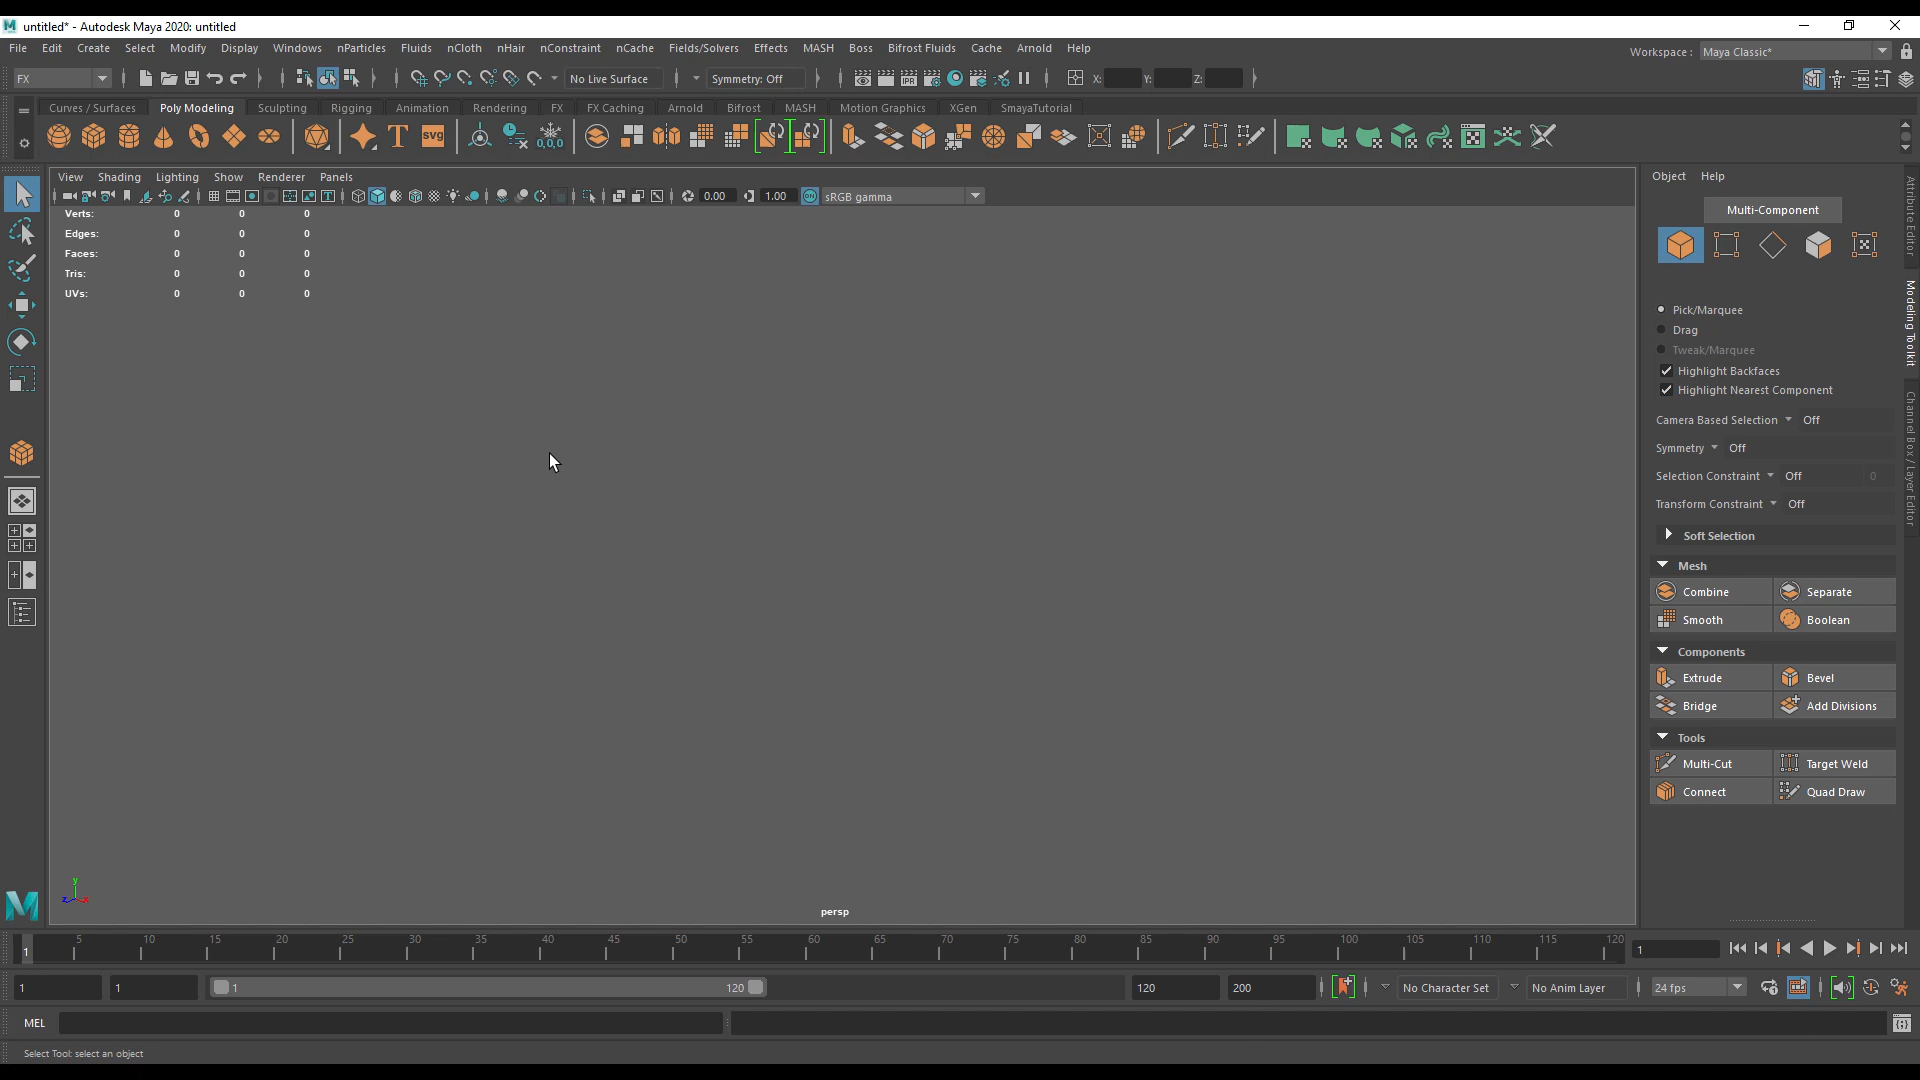 untitled* - Autodesk Maya 2020: untitled
File Edit Create Select Modify Display Windows nParticles Fluids nCloth nHair nConstraint nCache Fields/Solvers Effects MASH Boss Bifrost Fluids Cache Arnold Help
Workspace : Maya Classic*
FX No Live Surface Symmetry: Off IPR X: Y: Z:
Curves / Surfaces Poly Modeling Sculpting Rigging Animation Rendering FX FX Caching Arnold Bifrost MASH Motion Graphics XGen SmayaTutorial
T SVG 0,0,0
View Shading Lighting Show Renderer Panels
0.00 1.00 ON sRGB gamma
Verts: 0 0 0
Edges: 0 0 0
Faces: 0 0 0
Tris: 0 0 0
UVs: 0 0 0
y
z x
persp
Object Help
Multi-Component
Pick/Marquee
Drag
Tweak/Marquee
Highlight Backfaces
Highlight Nearest Component
Camera Based Selection Off
Symmetry Off
Selection Constraint Off 0
Transform Constraint Off
Soft Selection
Mesh
Combine Separate
Smooth Boolean
Components
Extrude Bevel
Bridge Add Divisions
Tools
Multi-Cut Target Weld
Connect Quad Draw
Attribute Editor
Modeling Toolkit
Channel Box / Layer Editor
1 5 10 15 20 25 30 35 40 45 50 55 60 65 70 75 80 85 90 95 100 105 110 115 120 1
1 1 1 120 120 200 No Character Set No Anim Layer 24 fps
MEL
Select Tool: select an object